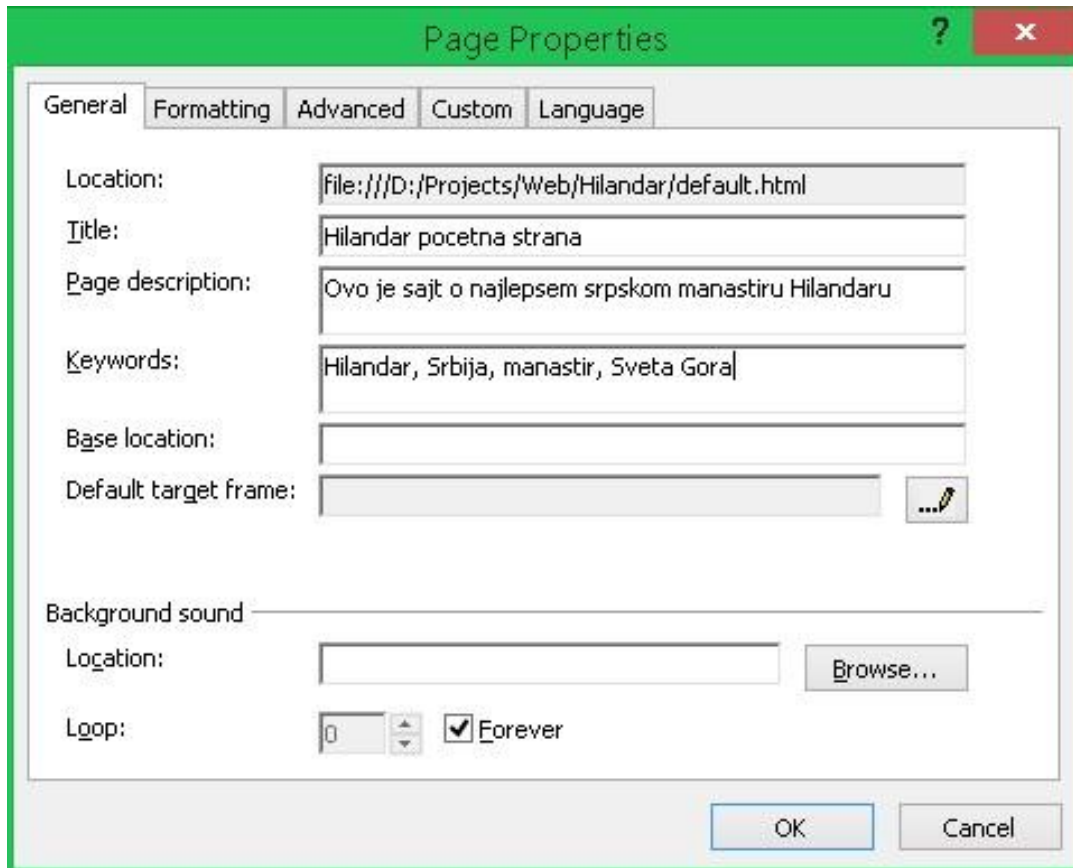 Page Properties ?
General Formatting Advanced Custom Language
Location: file:///D:/Projects/Web/Hilandar/default.html
Title: Hilandar pocetna strana
Page description: Ovo je sajt o najlepsem srpskom manastiru Hilandaru
Keywords: Hilandar, Srbija, manastir, Sveta Gora
Base location:
Default target frame: ...
Background sound
Location: Browse...
Loop: 0 Forever
OK Cancel